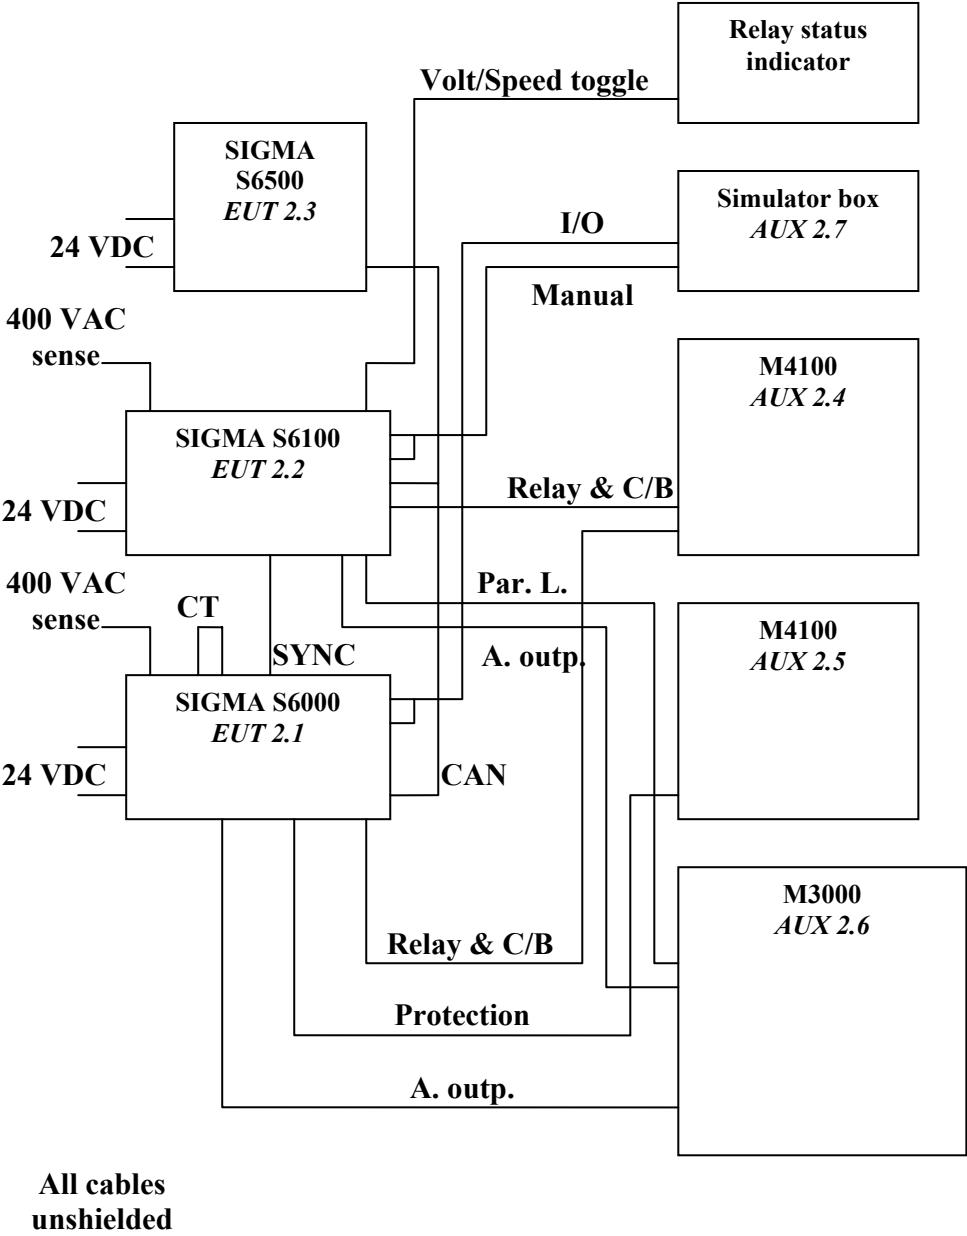 Relay status
indicator
Volt/Speed toggle
SIGMA
S6500
EUT 2.3
24 VDC
Simulator box
AUX 2.7
I/O
Manual
400 VAC
sense
M4100
AUX 2.4
SIGMA S6100
EUT 2.2
24 VDC
Relay & C/B
400 VAC
sense
CT
Par. L.
SYNC
A. outp.
M4100
AUX 2.5
SIGMA S6000
EUT 2.1
24 VDC
CAN
M3000
AUX 2.6
Relay & C/B
Protection
A. outp.
All cables
unshielded